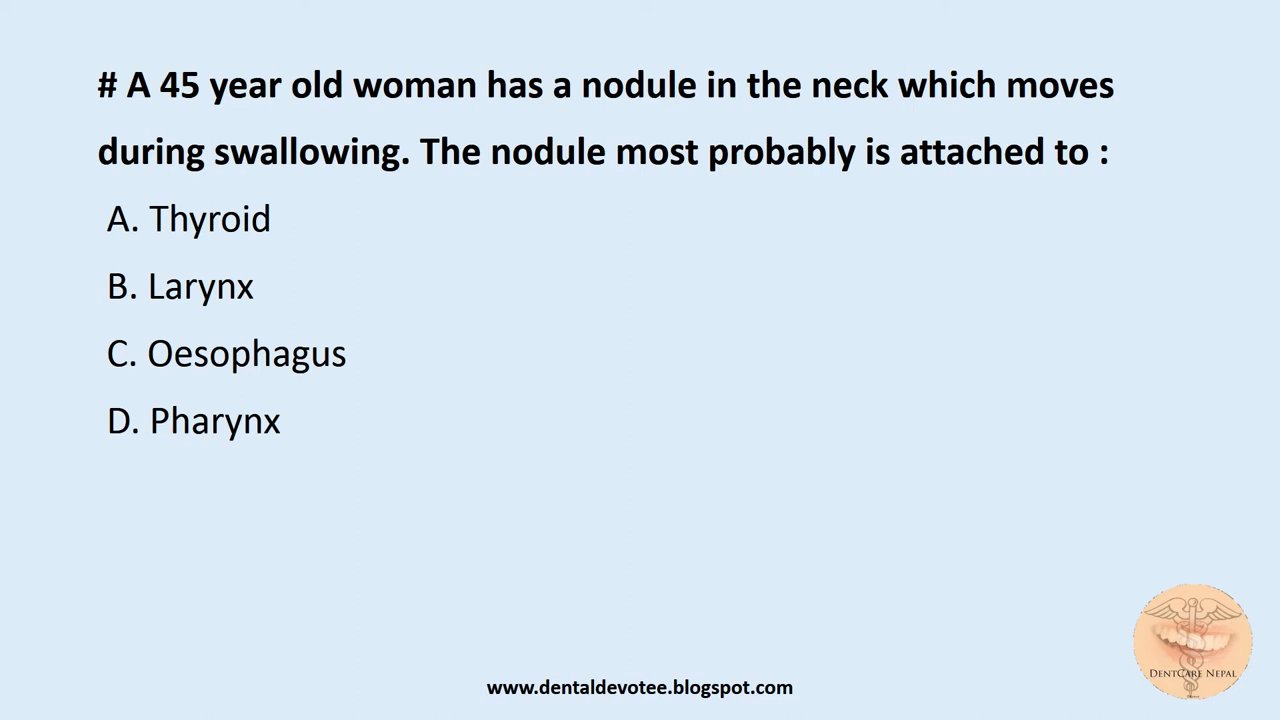 # A 45 year old woman has a nodule in the neck which moves
during swallowing. The nodule most probably is attached to :
A. Thyroid
B. Larynx
C. Oesophagus
D. Pharynx
DENTCARE NEPAL
www.dentaldevotee.blogspot.com